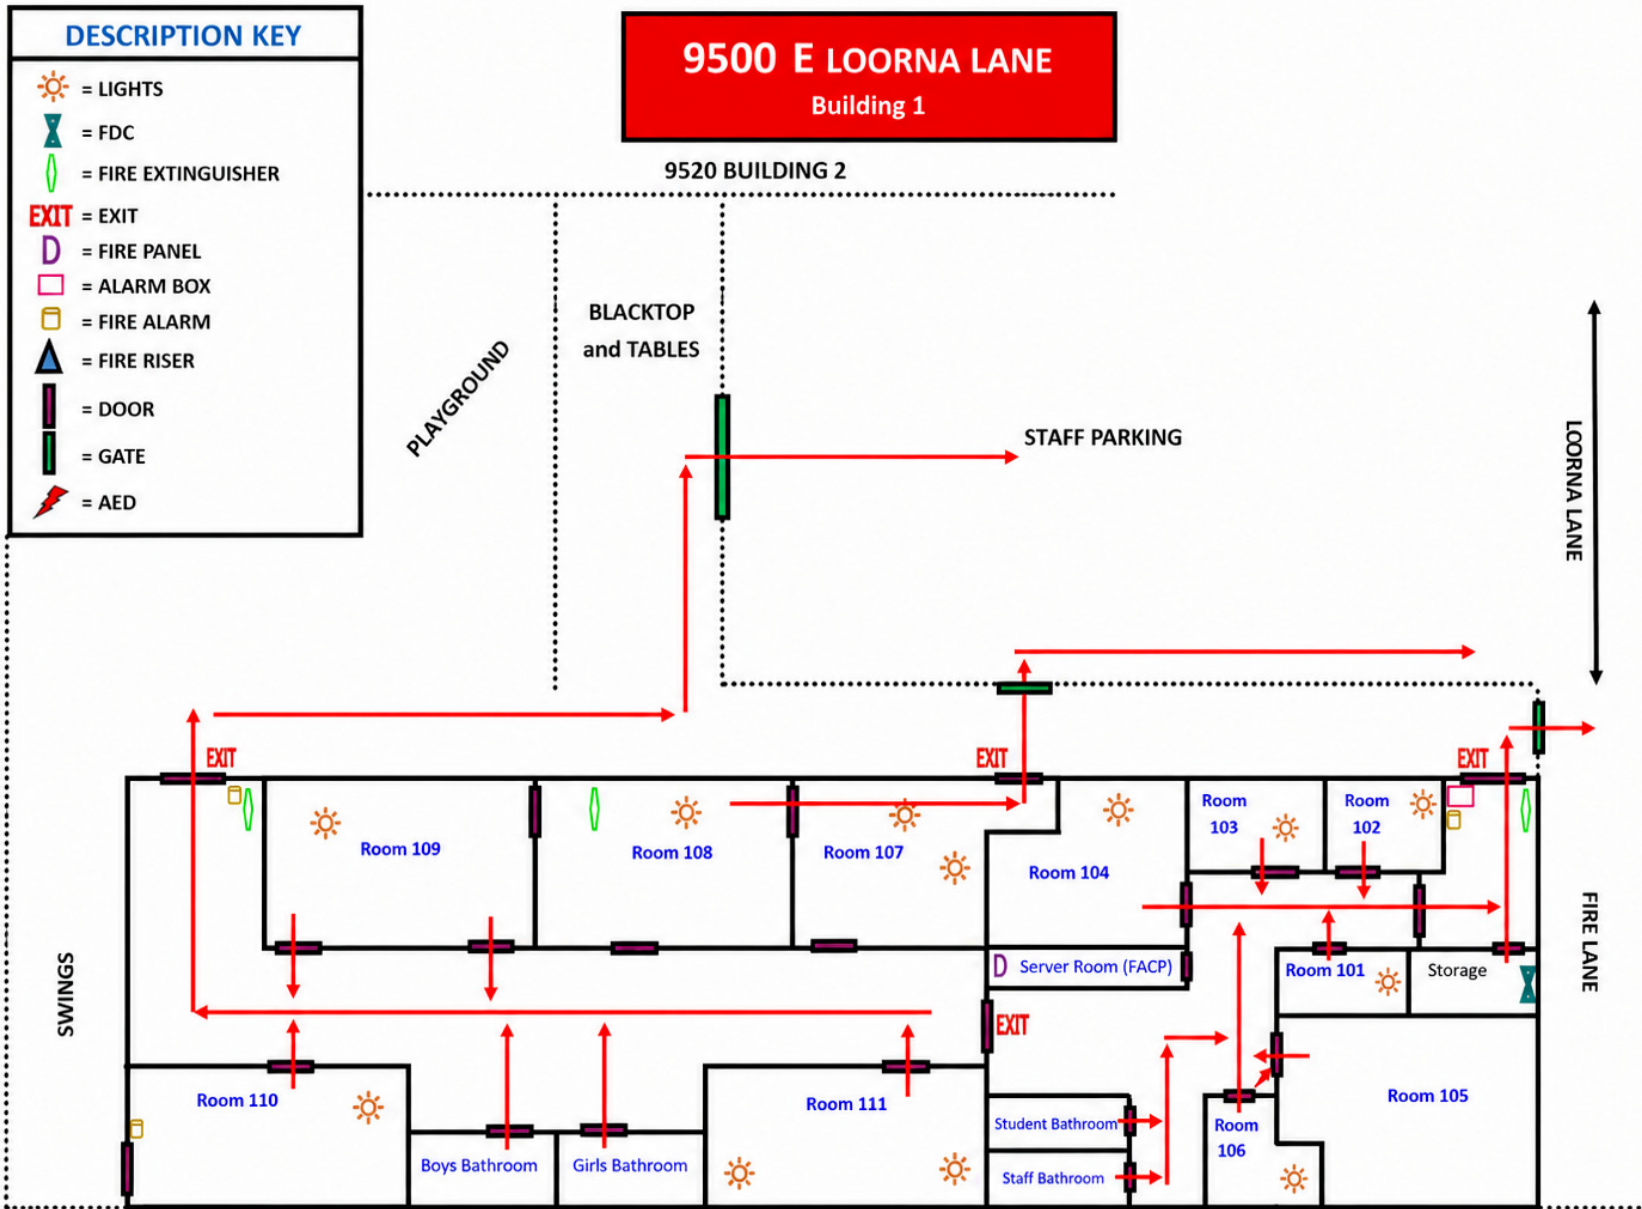 DESCRIPTION KEY
= LIGHTS
= FDC
= FIRE EXTINGUISHER
EXIT = EXIT
D = FIRE PANEL
= ALARM BOX
= FIRE ALARM
= FIRE RISER
= DOOR
= GATE
= AED
9500 E LOORNA LANE
Building 1
9520 BUILDING 2
BLACKTOP
and TABLES
PLAYGROUND
STAFF PARKING
LOORNA LANE
EXIT
EXIT
EXIT
Room 109
Room 108
Room 107
Room 104
Room
103
Room
102
SWINGS
D Server Room (FACP)
Room 101
Storage
FIRE LANE
EXIT
Room 110
Boys Bathroom
Girls Bathroom
Room 111
Student Bathroom
Staff Bathroom
Room
106
Room 105